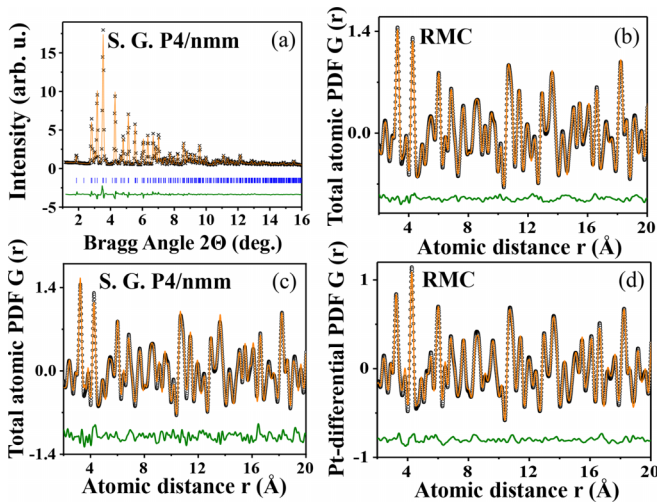 S. G. P4/nmm
(a)
Intensity (arb. u.)
15
10
5
0
-5
2 4 6 8 10 12 14 16
Bragg Angle 2Θ (deg.)
RMC
(b)
Total atomic PDF G (r)
1.4
0.0
4 8 12 16 20
Atomic distance r (Å)
S. G. P4/nmm
(c)
Total atomic PDF G (r)
1.4
0.0
-1.4
4 8 12 16 20
Atomic distance r (Å)
RMC
(d)
Pt-differential PDF G (r)
1
0
-1
4 8 12 16 20
Atomic distance r (Å)